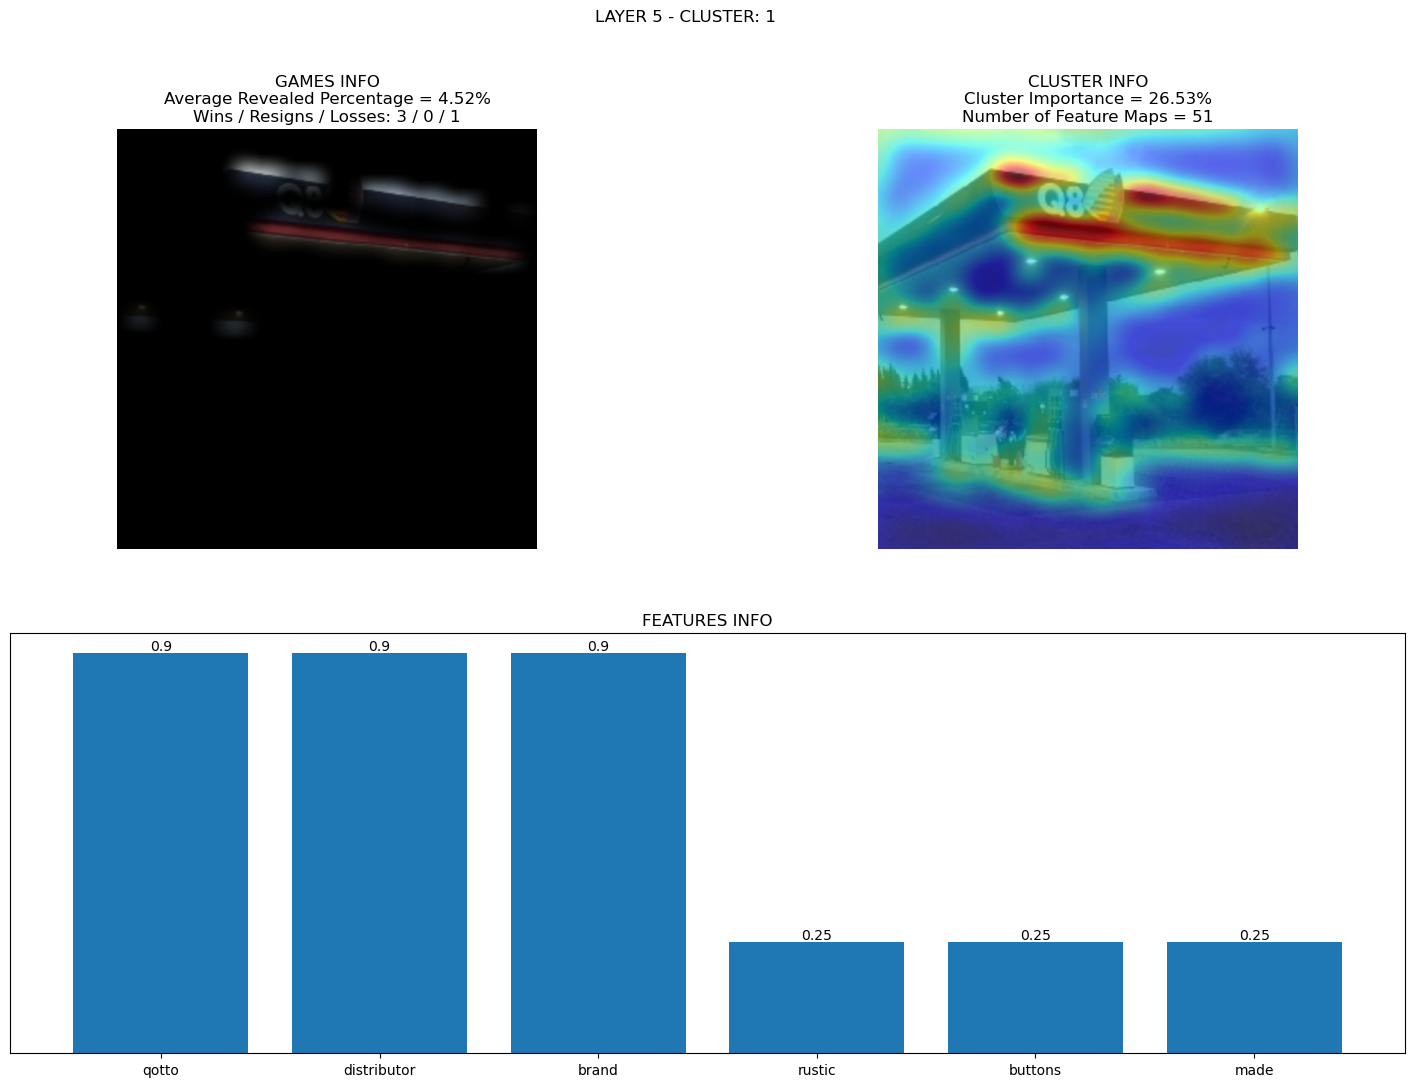 LAYER 5 - CLUSTER: 1
GAMES INFO
Average Revealed Percentage = 4.52%
Wins / Resigns / Losses: 3 / 0 / 1
Q8
CLUSTER INFO
Cluster Importance = 26.53%
Number of Feature Maps = 51
Q8
FEATURES INFO
0.9 0.9 0.9 0.25 0.25 0.25
qotto distributor brand rustic buttons made